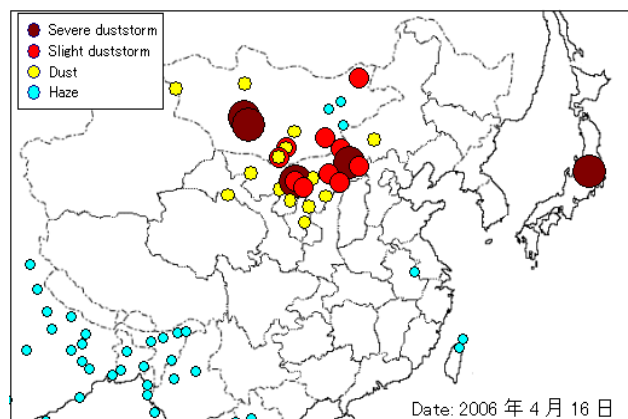 Severe duststorm
Slight duststorm
Dust
Haze
Date: 2006 年 4 月 16 日